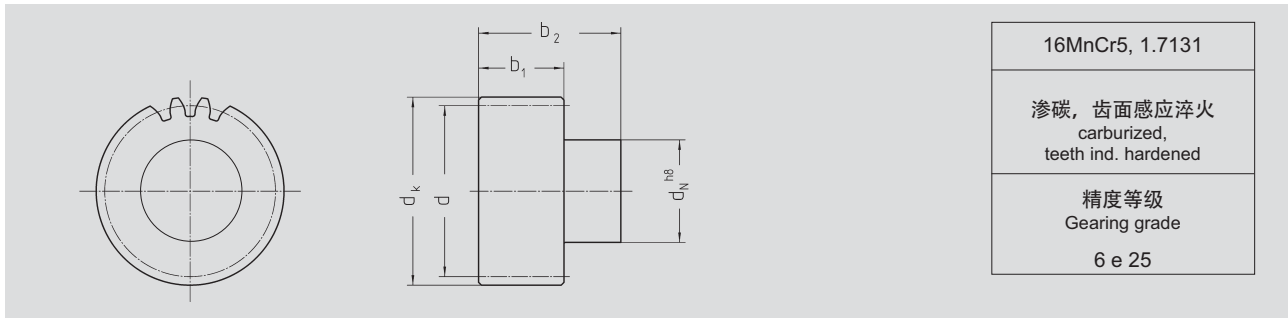 b₂
b₁
dₖ
d
d_N h8
16MnCr5, 1.7131
渗碳，齿面感应淬火
carburized,
teeth ind. hardened
精度等级
Gearing grade
6 e 25